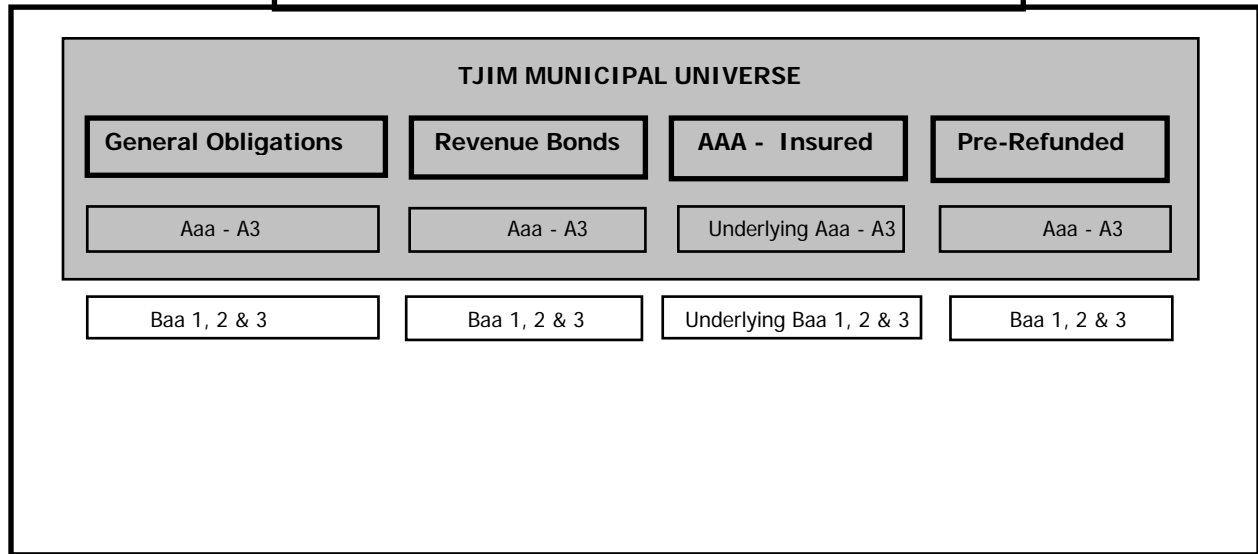 TJIM MUNICIPAL UNIVERSE
General Obligations
Revenue Bonds
AAA - Insured
Pre-Refunded
Aaa - A3
Aaa - A3
Underlying Aaa - A3
Aaa - A3
Baa 1, 2 & 3
Baa 1, 2 & 3
Underlying Baa 1, 2 & 3
Baa 1, 2 & 3